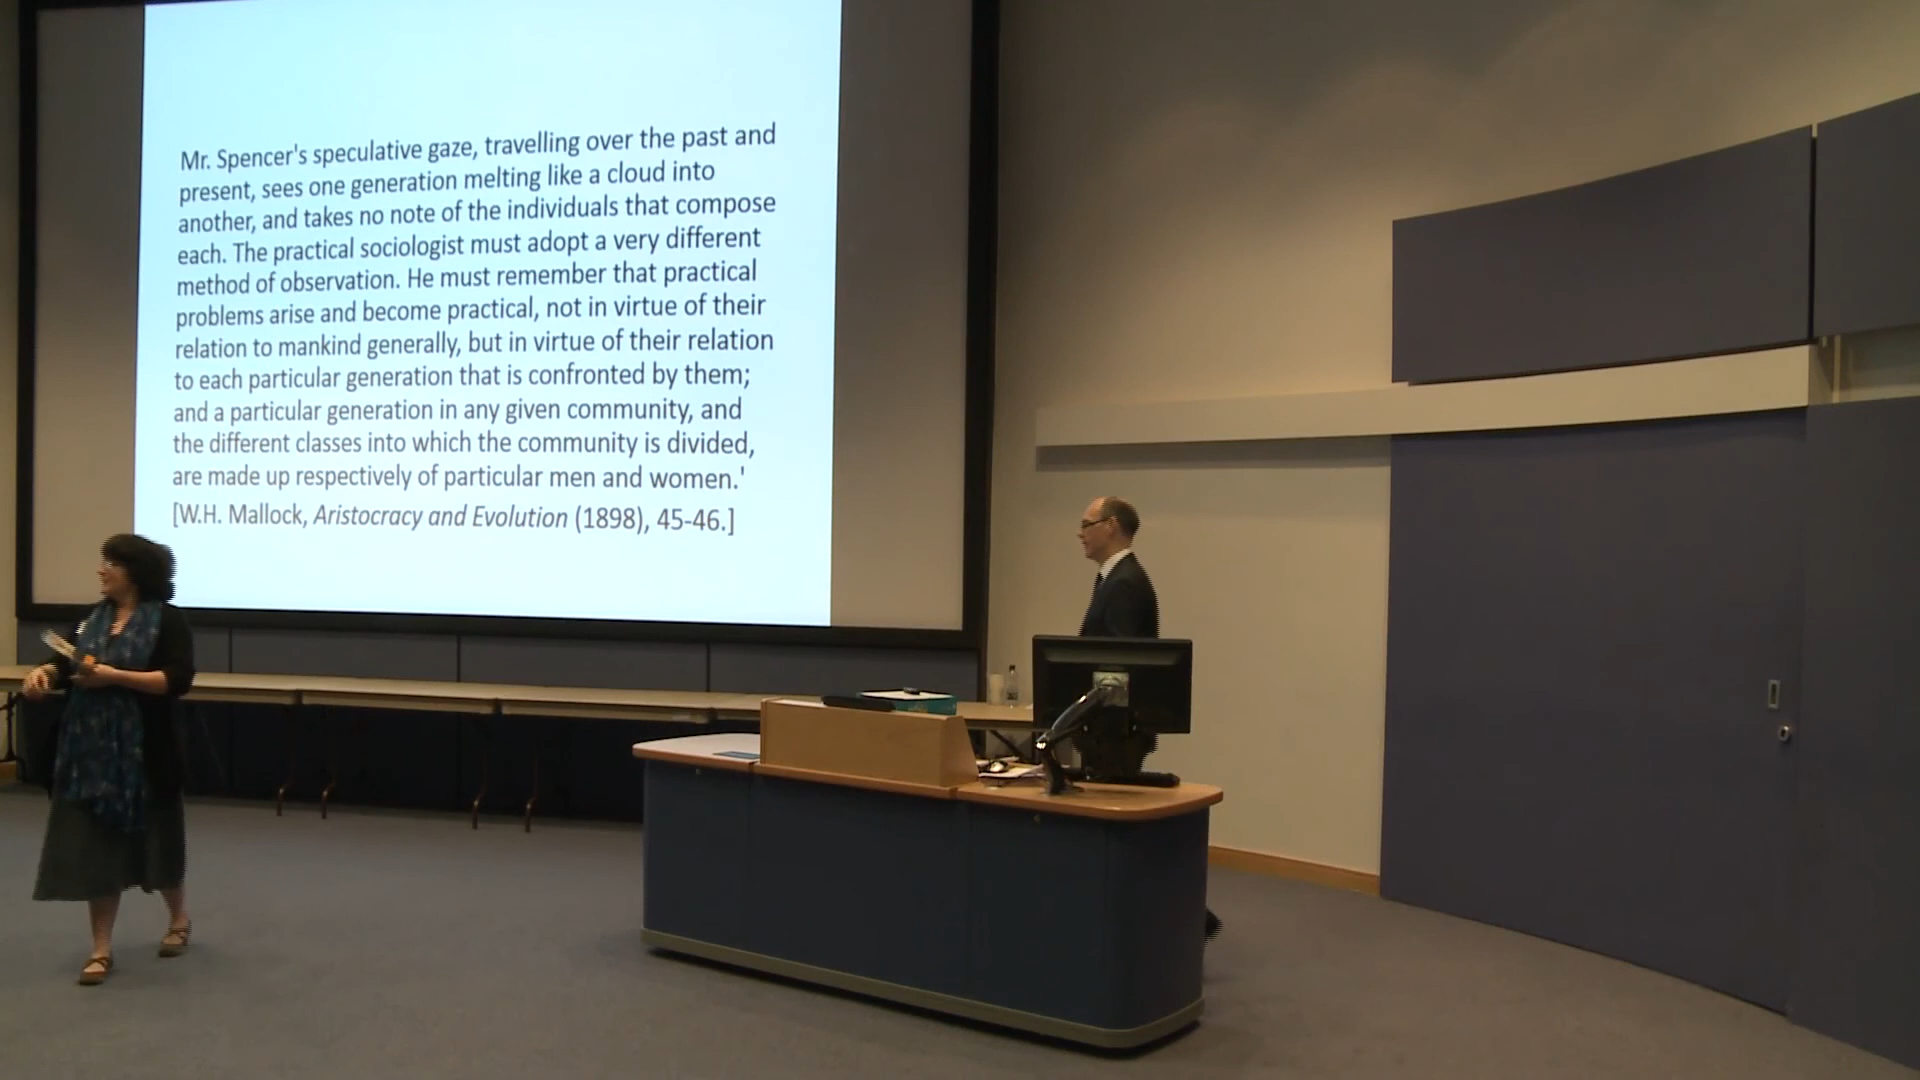 Mr. Spencer's speculative gaze, travelling over the past and
present, sees one generation melting like a cloud into
another, and takes no note of the individuals that compose
each. The practical sociologist must adopt a very different
method of observation. He must remember that practical
problems arise and become practical, not in virtue of their
relation to mankind generally, but in virtue of their relation
to each particular generation that is confronted by them;
and a particular generation in any given community, and
the different classes into which the community is divided,
are made up respectively of particular men and women.'
[W.H. Mallock, Aristocracy and Evolution (1898), 45-46.]